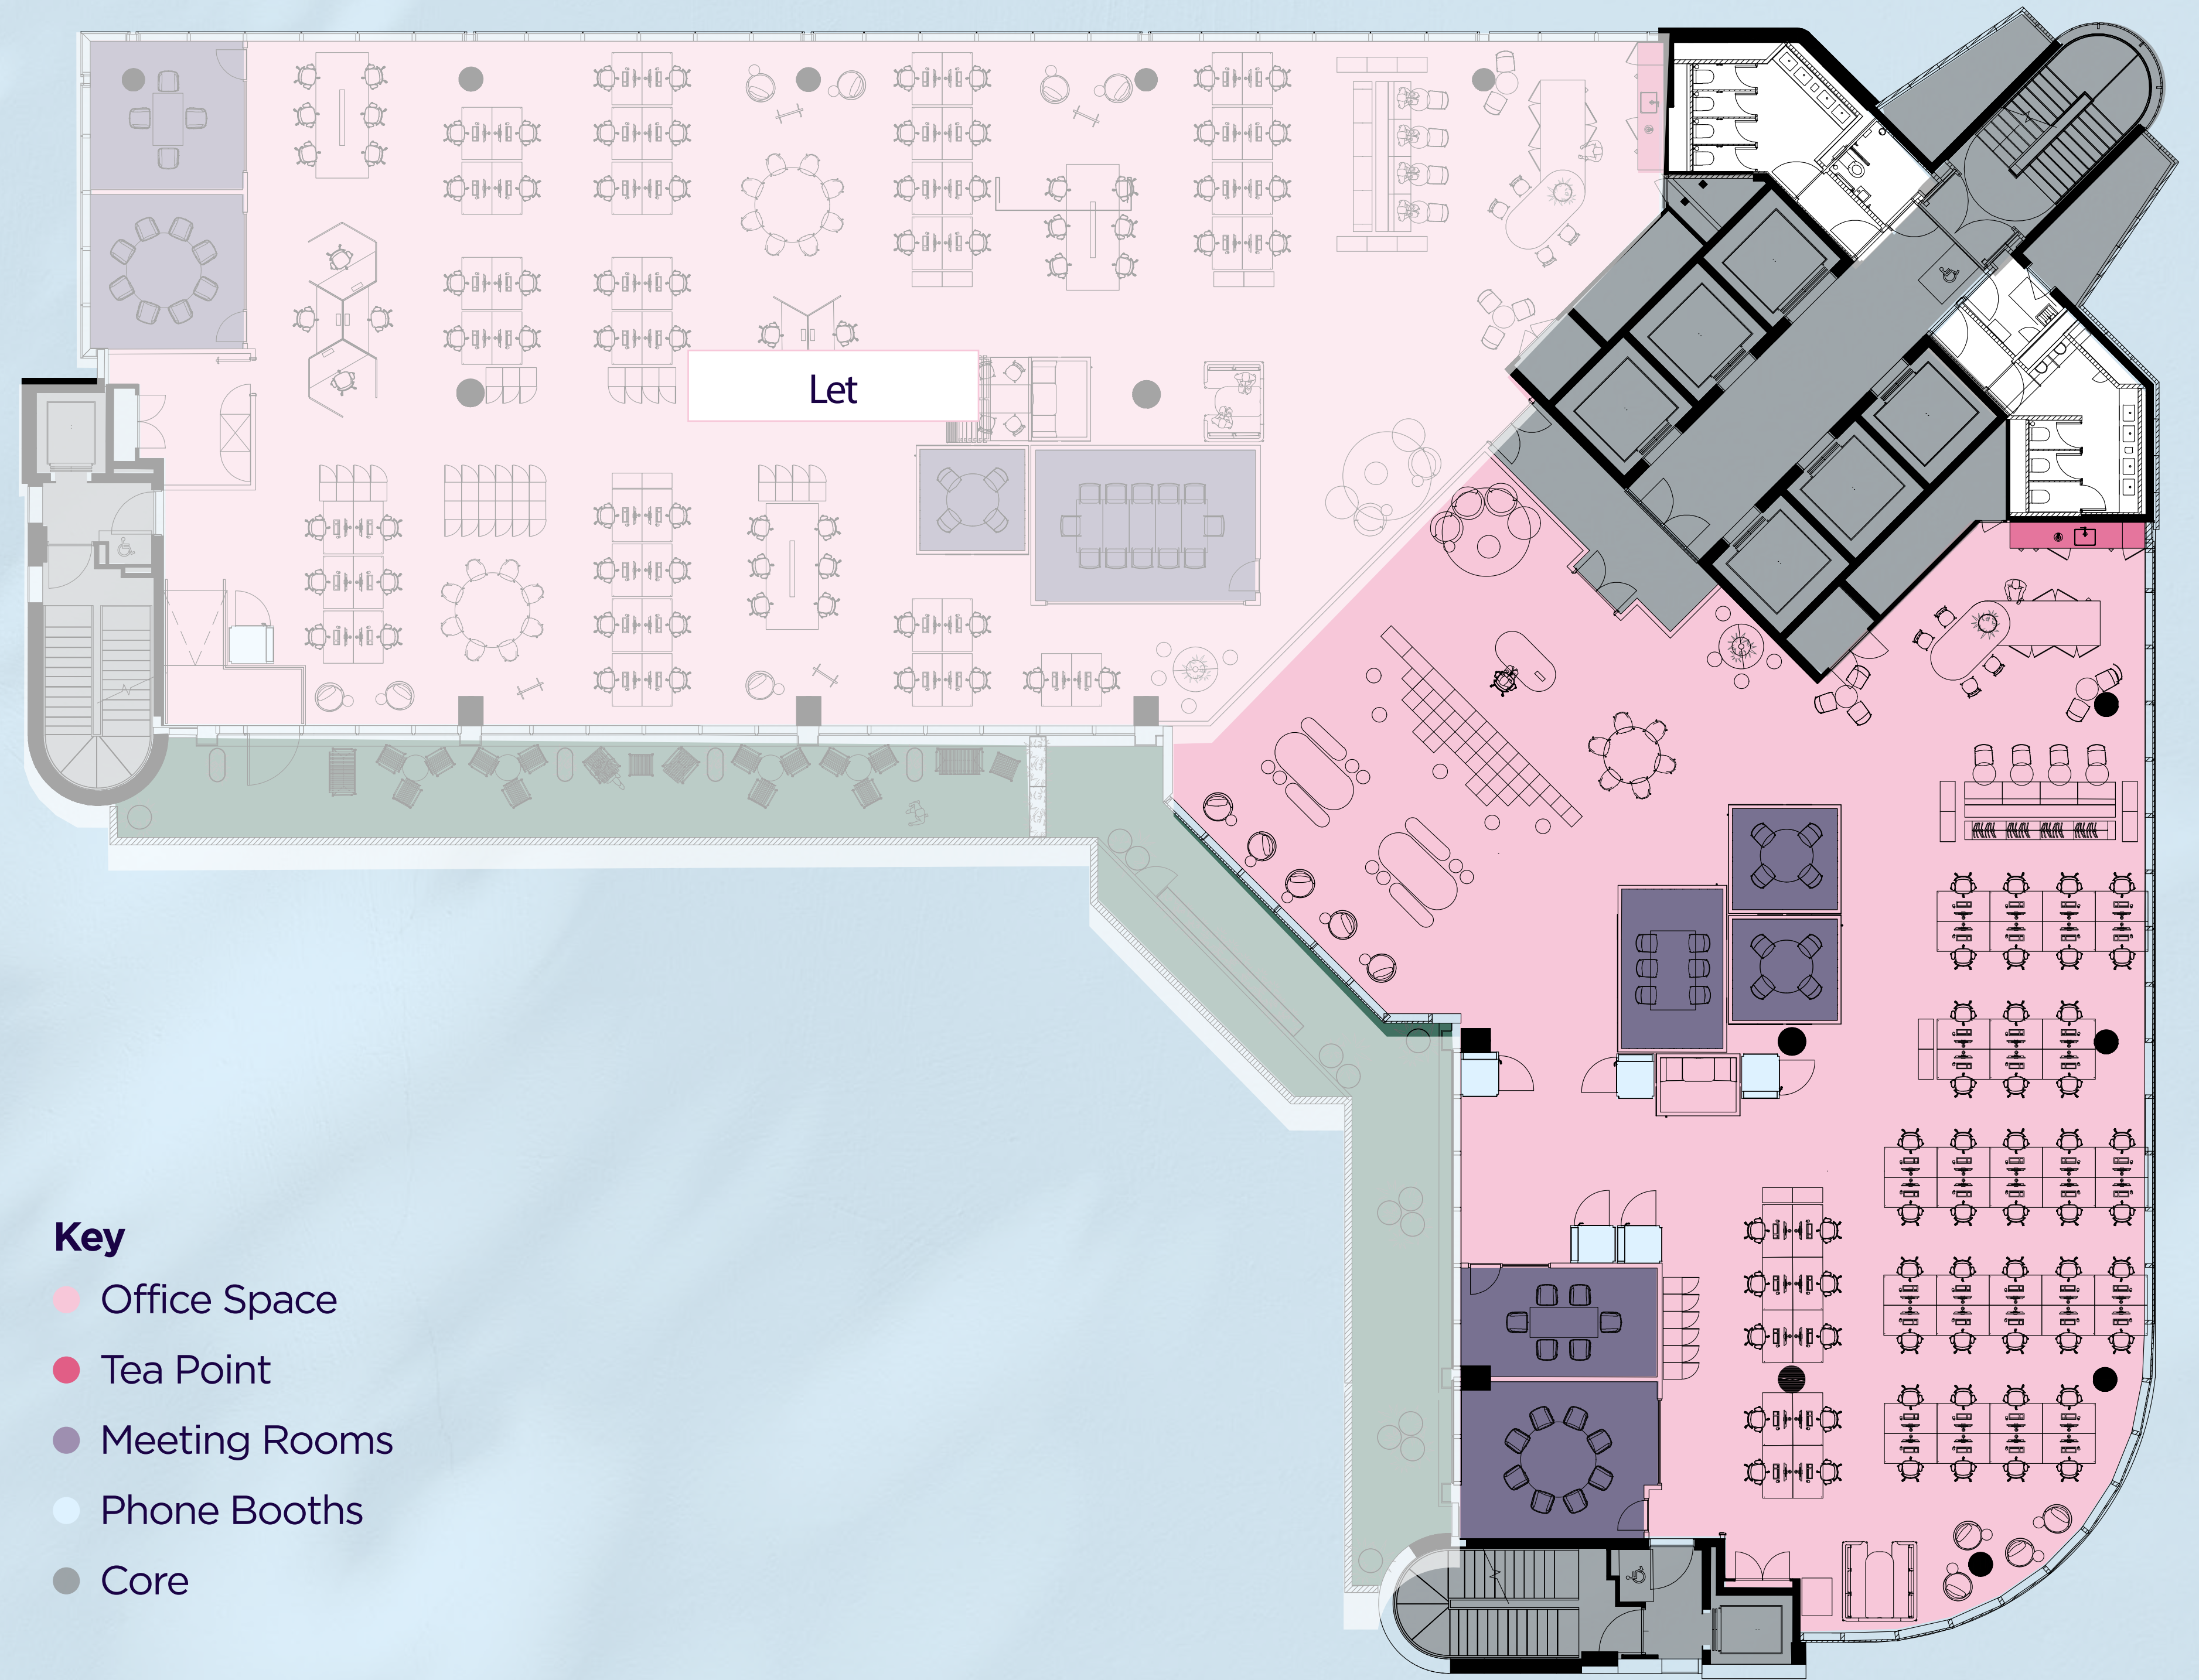 Let
Key
Office Space
Tea Point
Meeting Rooms
Phone Booths
Core